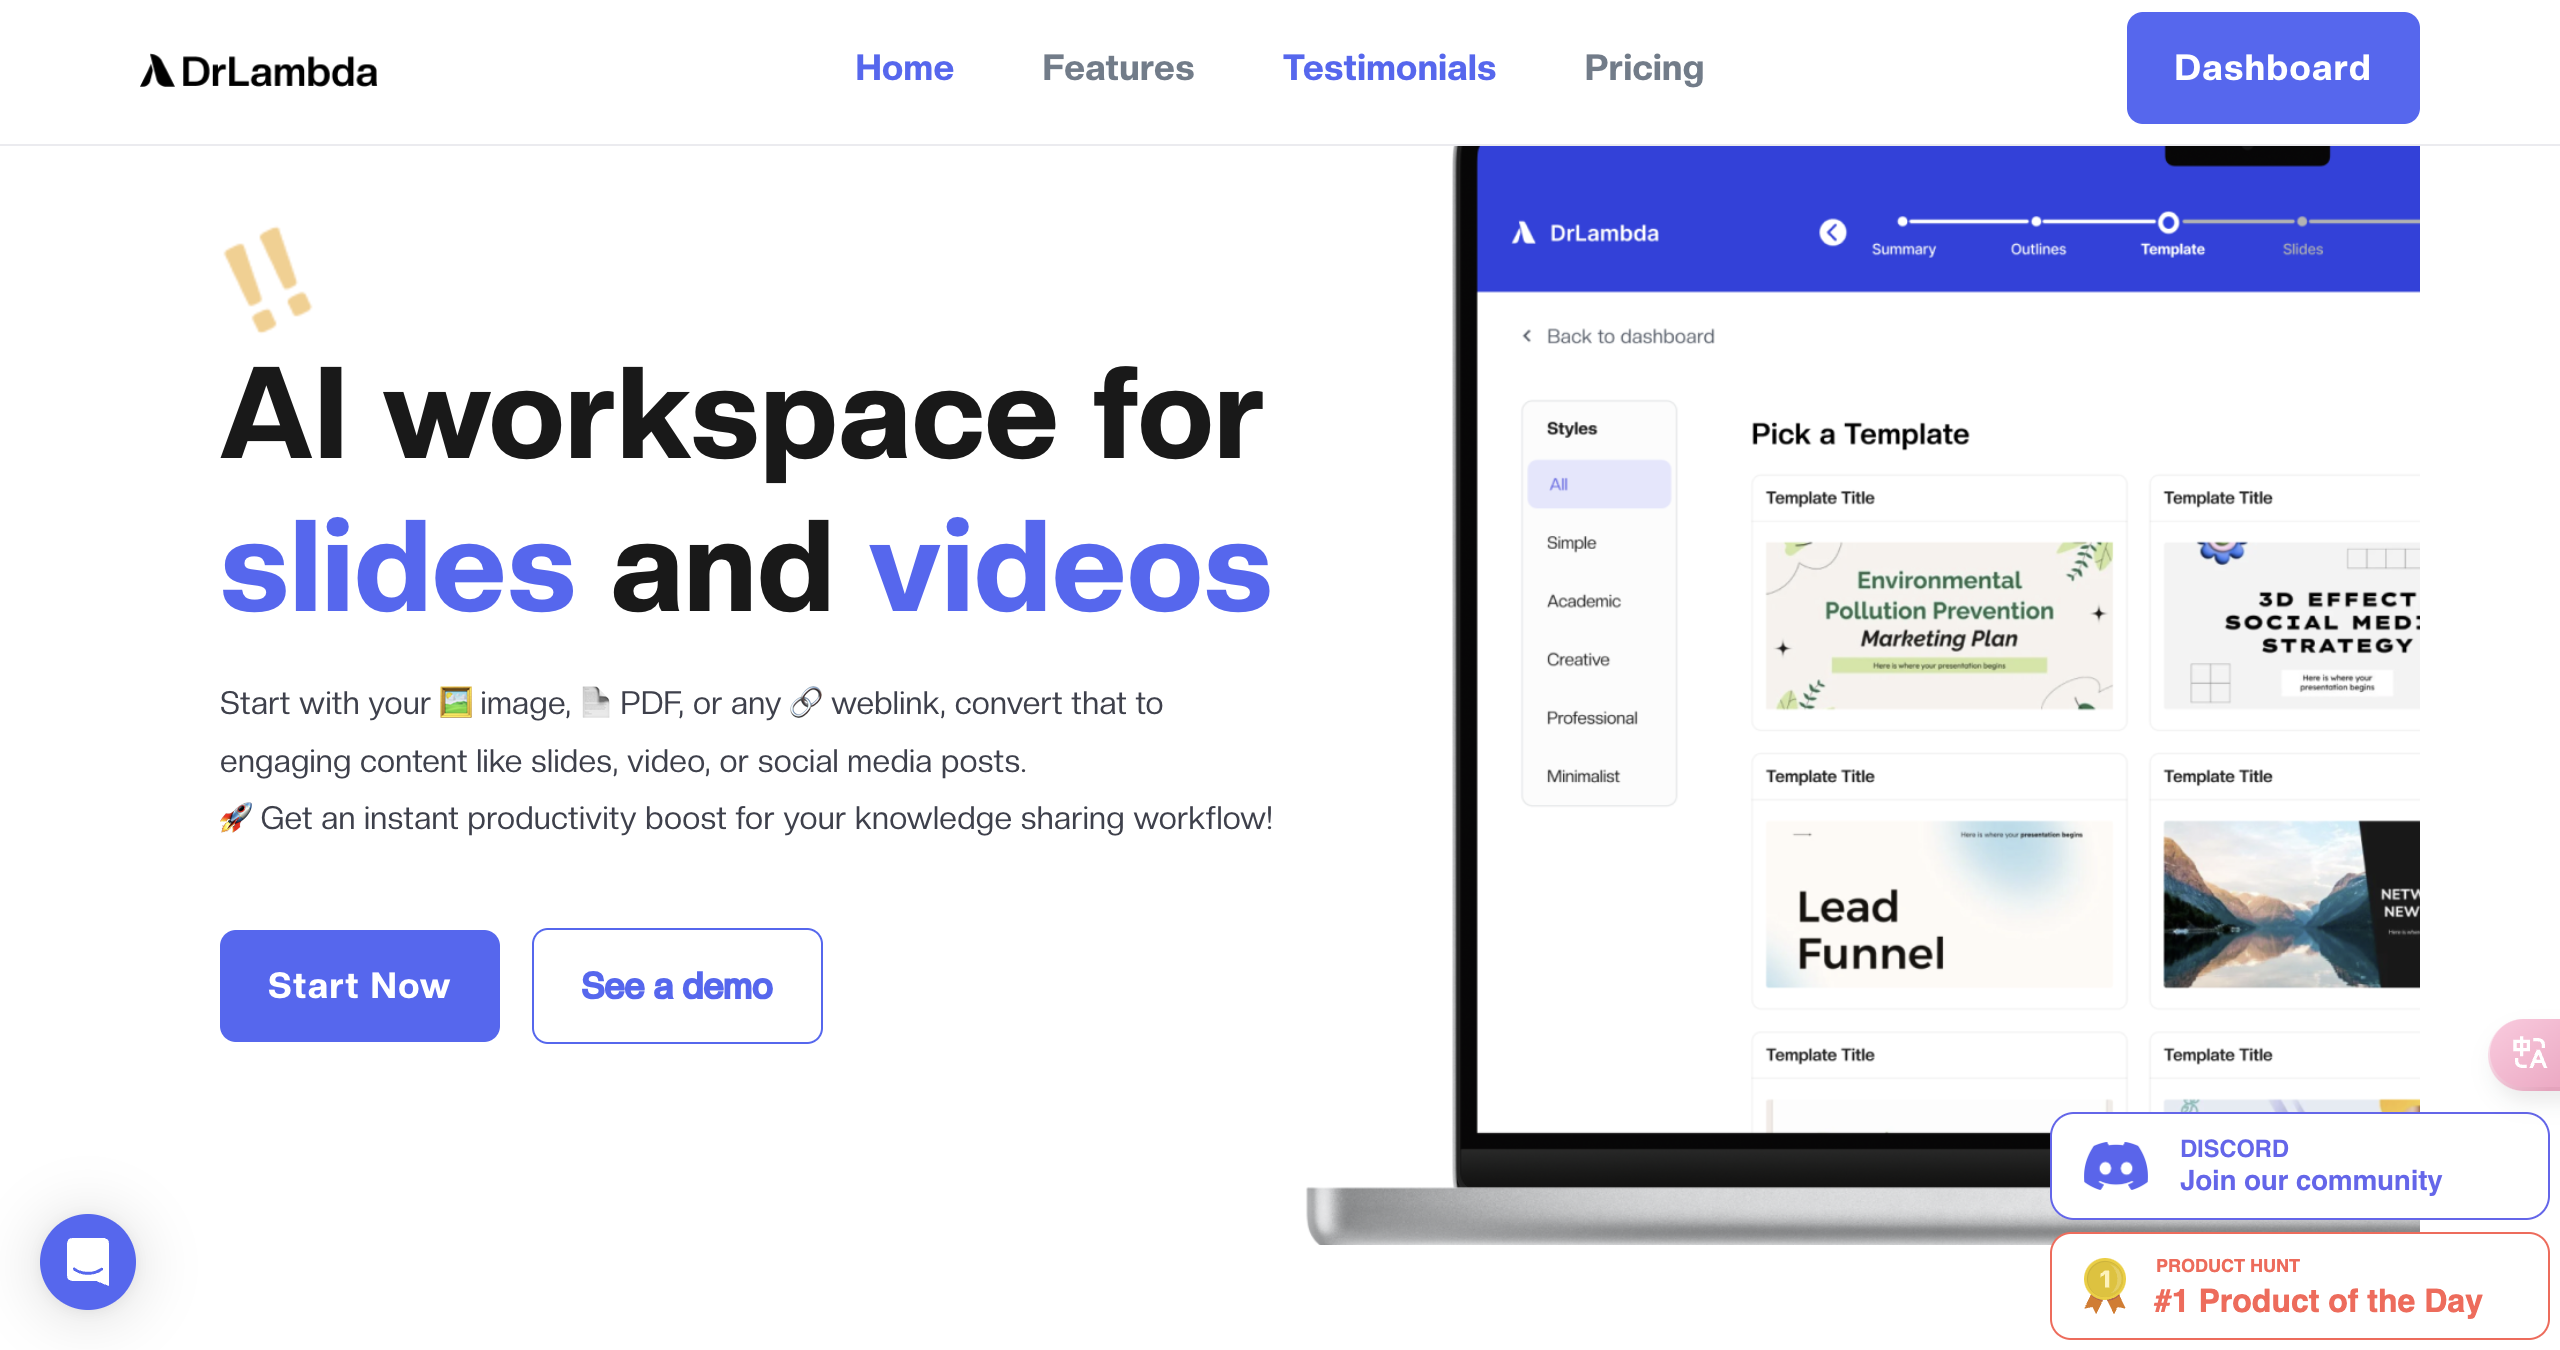 DrLambda
Home Features Testimonials Pricing
Dashboard
AI workspace for
slides and videos
Start with your 🖼️ image, 📄 PDF, or any 🔗 weblink, convert that to
engaging content like slides, video, or social media posts.
🚀 Get an instant productivity boost for your knowledge sharing workflow!
Start Now
See a demo
DrLambda
Summary Outlines Template Slides
Back to dashboard
Styles
All
Simple
Academic
Creative
Professional
Minimalist
Pick a Template
Template Title
Environmental
Pollution Prevention
Marketing Plan
Here is where your presentation begins
Template Title
3D EFFECT
SOCIAL MED
STRATEGY
Here is where your
presentation begins
Template Title
Here is where your presentation begins
Lead
Funnel
Template Title
NETW
NEW
Template Title
Template Title
中A
DISCORD
Join our community
1
PRODUCT HUNT
#1 Product of the Day